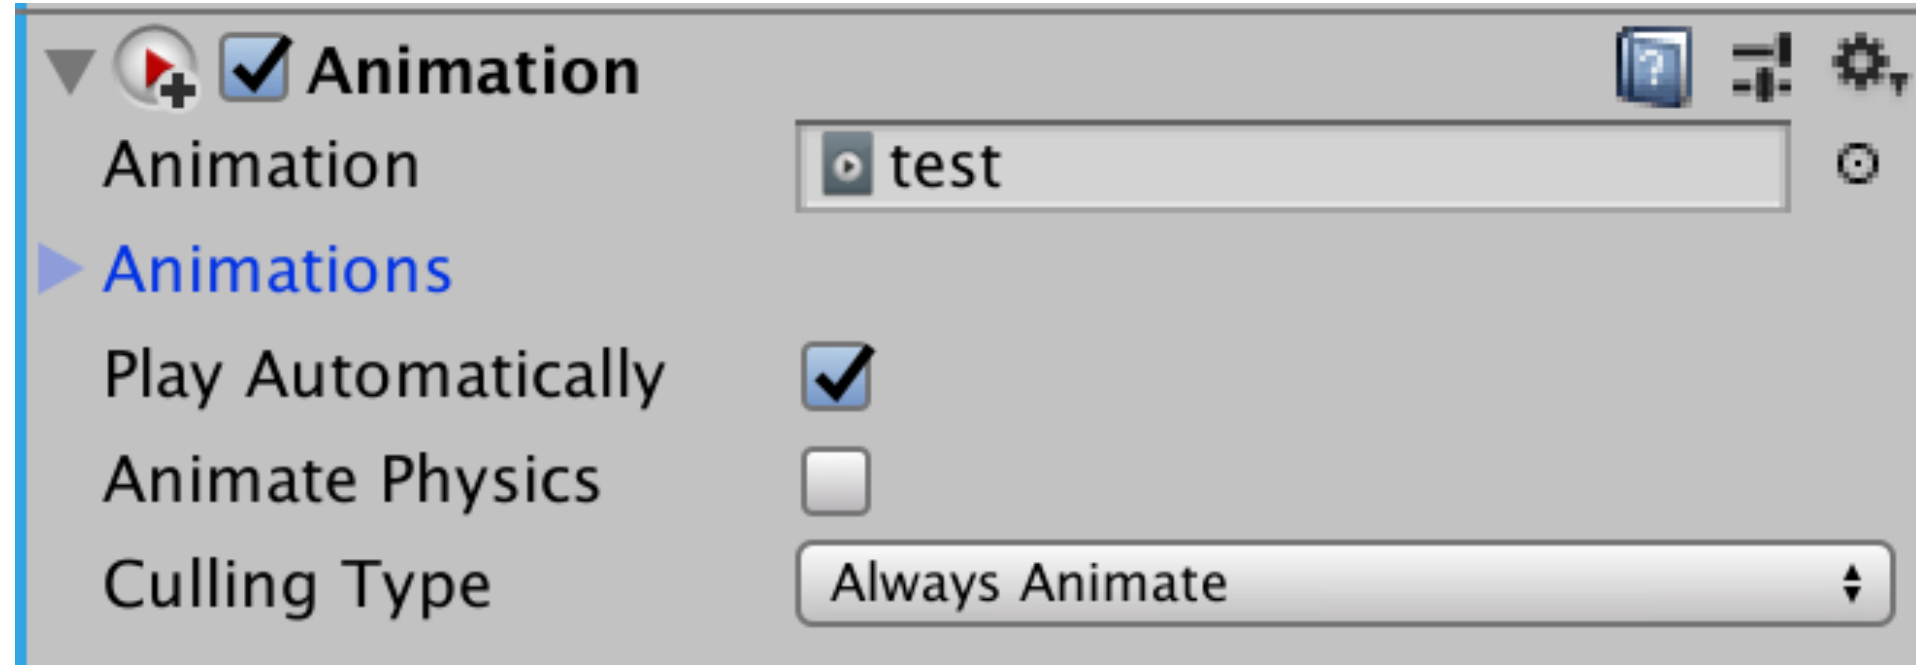 Animation
Animation test
Animations
Play Automatically
Animate Physics
Culling Type Always Animate